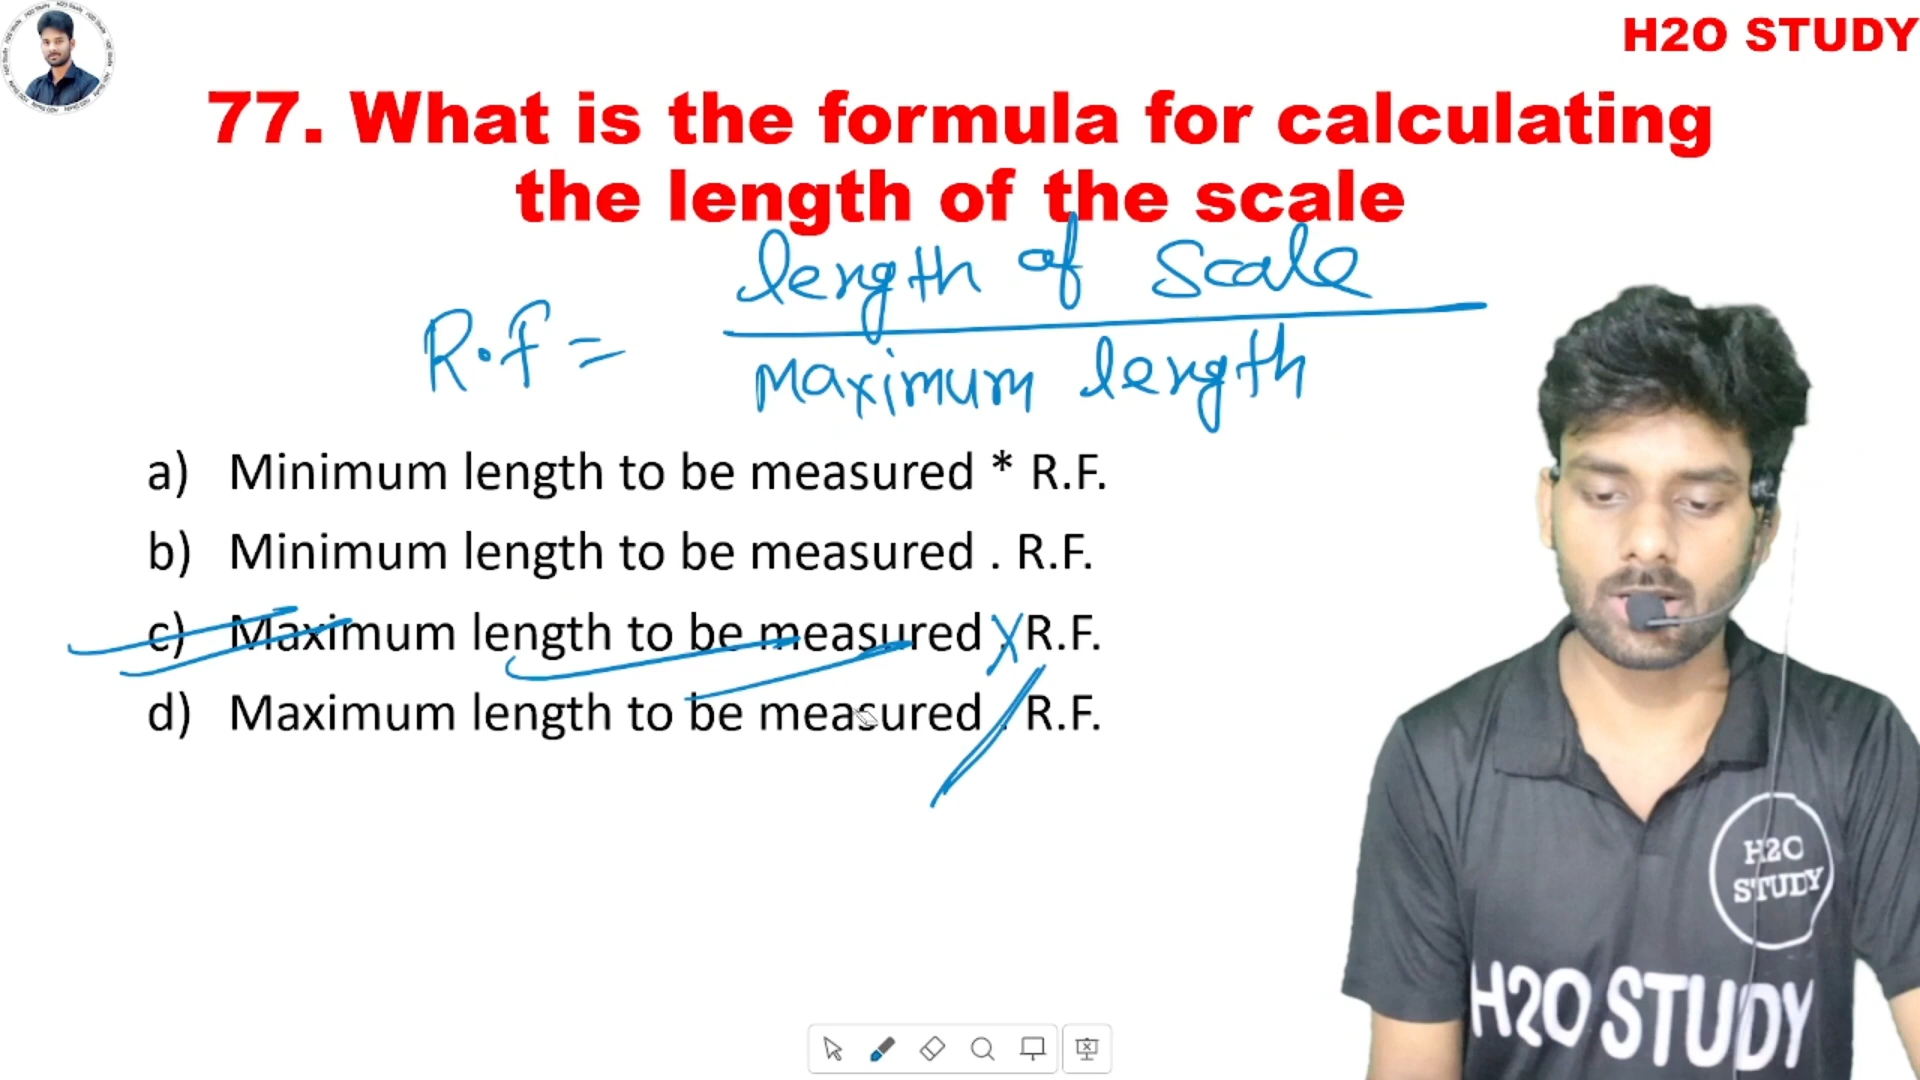 H2O STUDY
77. What is the formula for calculating
the length of the scale
length of Scale
R.F =
Maximum length
a) Minimum length to be measured * R.F.
b) Minimum length to be measured . R.F.
c) Maximum length to be measured X R.F.
d) Maximum length to be measured . R.F.
H2O
STUDY
H2O STUDY